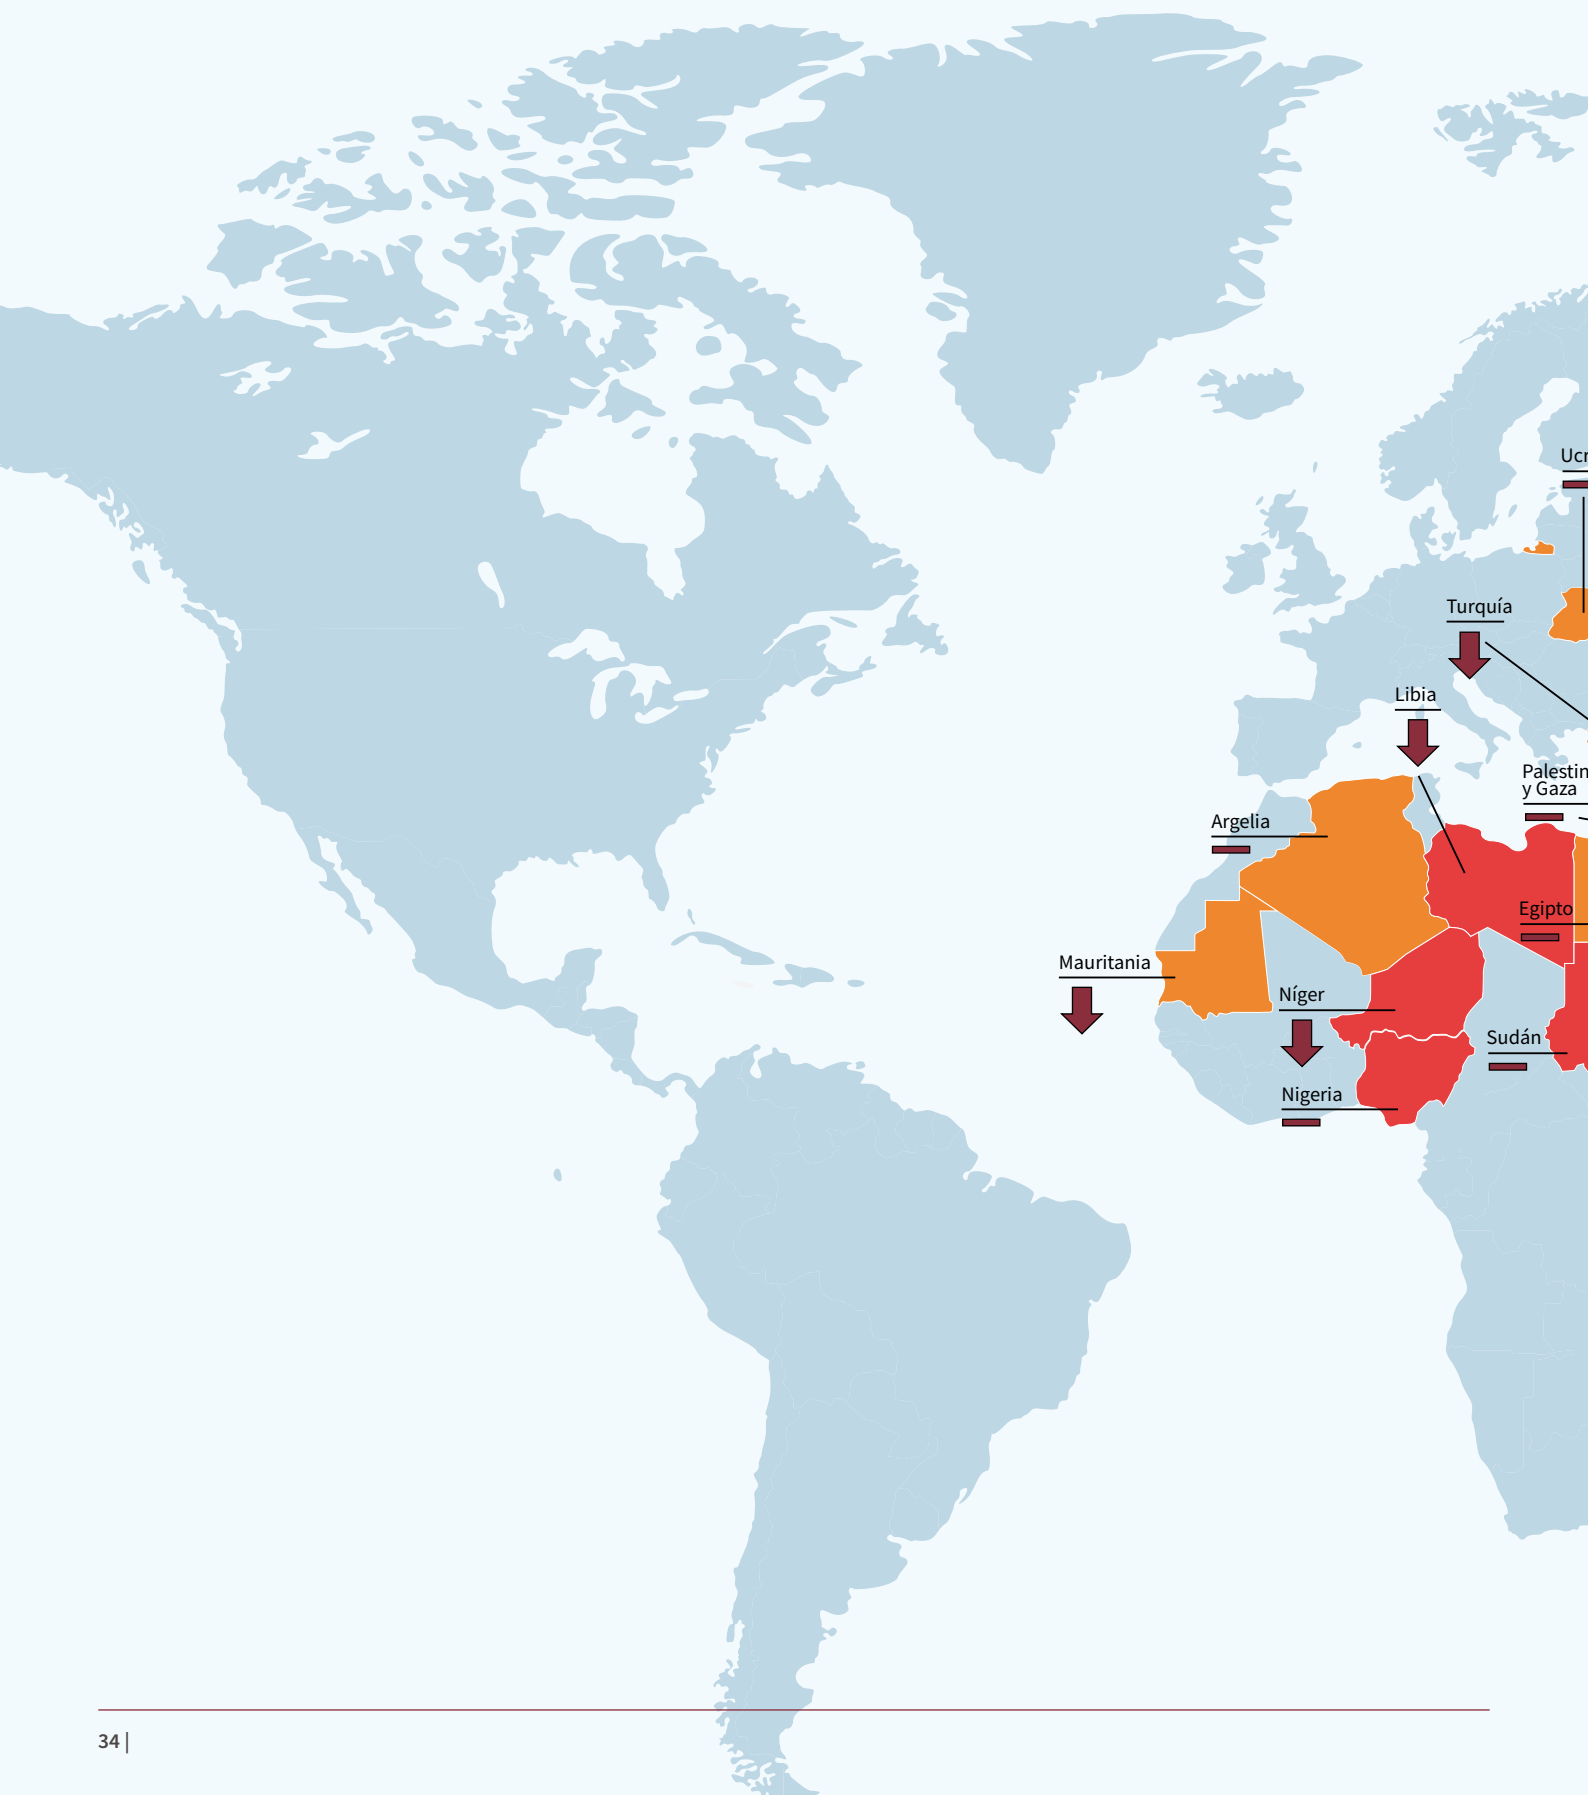 Ucr
Turquía
Libia
Palestin
y Gaza
Argelia
Egipto
Mauritania
Níger
Sudán
Nigeria
34 |